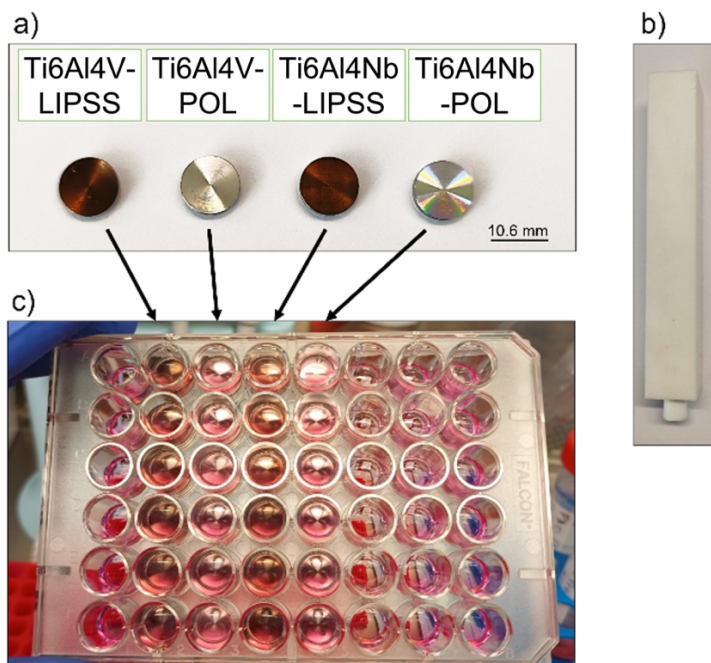 a)
b)
Ti6Al4V-
LIPSS
Ti6Al4V-
POL
Ti6Al4Nb
-LIPSS
Ti6Al4Nb
-POL
10.6 mm
c)
FALCON®